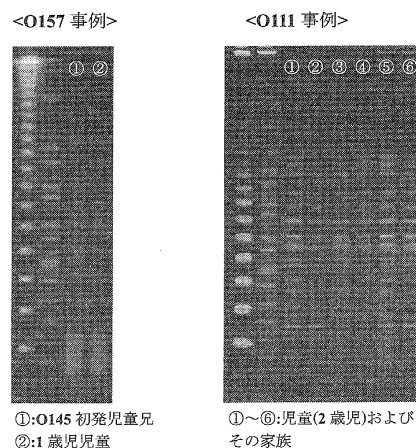 <O157 事例>
<O111 事例>
① ②
① ② ③ ④ ⑤ ⑥
①:O145 初発児童兄
②:1 歳児児童
①～⑥:児童(2 歳児)および
その家族